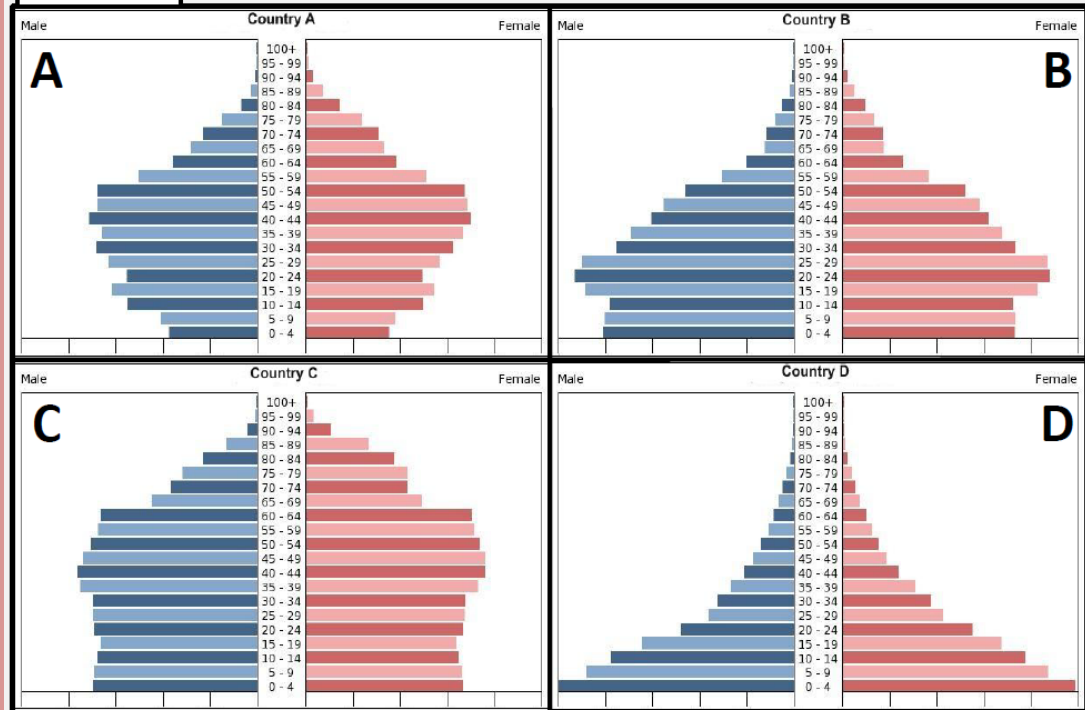 Country A
Male Female
A
100+
95 - 99
90 - 94
85 - 89
80 - 84
75 - 79
70 - 74
65 - 69
60 - 64
55 - 59
50 - 54
45 - 49
40 - 44
35 - 39
30 - 34
25 - 29
20 - 24
15 - 19
10 - 14
5 - 9
0 - 4
Country B
Male Female
B
100+
95 - 99
90 - 94
85 - 89
80 - 84
75 - 79
70 - 74
65 - 69
60 - 64
55 - 59
50 - 54
45 - 49
40 - 44
35 - 39
30 - 34
25 - 29
20 - 24
15 - 19
10 - 14
5 - 9
0 - 4
Country C
Male Female
C
100+
95 - 99
90 - 94
85 - 89
80 - 84
75 - 79
70 - 74
65 - 69
60 - 64
55 - 59
50 - 54
45 - 49
40 - 44
35 - 39
30 - 34
25 - 29
20 - 24
15 - 19
10 - 14
5 - 9
0 - 4
Country D
Male Female
D
100+
95 - 99
90 - 94
85 - 89
80 - 84
75 - 79
70 - 74
65 - 69
60 - 64
55 - 59
50 - 54
45 - 49
40 - 44
35 - 39
30 - 34
25 - 29
20 - 24
15 - 19
10 - 14
5 - 9
0 - 4